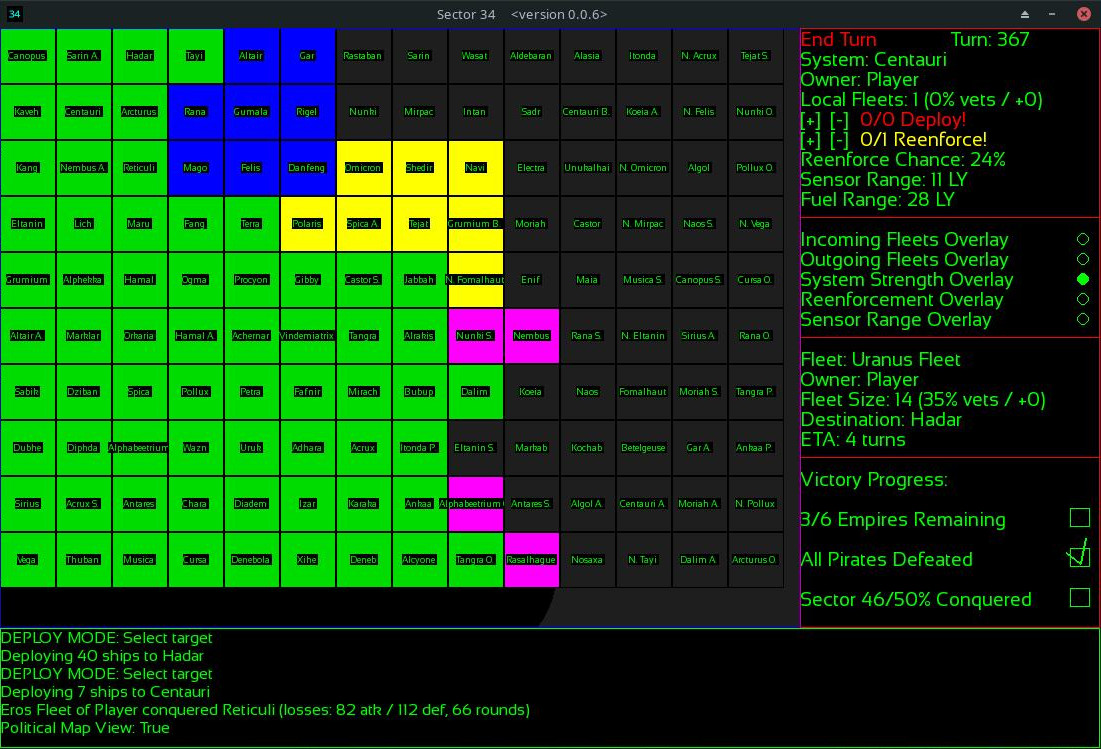 34 Sector 34 <version 0.0.6>
Canopus Sarin A. Hadar Tayi Altair Gar Rastaban Sarin Wasat Aldebaran Alasia Itonda N. Acrux Tejat S.
Kaveh Centauri Arcturus Rana Gumala Rigel Nunki Mirpac Intan Sadr Centauri B. Koeia A. N. Felis Nunki O.
Kang Nembus A. Reticuli Mago Felis Danfeng Omicron Shedir Navi Electra Unukalhai N. Omicron Algol Pollux O.
Eltanin Lich Maru Fang Terra Polaris Spica A. Tejat Grumium B. Moriah Castor N. Mirpac Naos S. N. Vega
Grumium Alphekka Hamal Ogma Procyon Gibby Castor S. Jabbah N. Fomalhaut Enif Maia Musica S. Canopus S. Cursa O.
Altair A. Marklar Orkaria Hamal A. Achernar Vindemiatrix Tangra Alrakis Nunki S. Nembus Rana S. N. Eltanin Sirius A. Rana O.
Sabik Dziban Spica Pollux Petra Fafnir Mirach Bubup Dalim Koeia Naos Fomalhaut Moriah S. Tangra P.
Dubhe Diphda Alphabeetrium Wazn Uruk Adhara Acrux Itonda P. Eltanin S. Markab Kochab Betelgeuse Gar A. Ankaa P.
Sirius Acrux S. Antares Chara Diadem Izar Karaka Ankaa Alphabeetrium Antares S. Algol A. Centauri A. Moriah A. N. Pollux
Vega Thuban Musica Cursa Denebola Xihe Deneb Alcyone Tangra O. Rasalhague Nosaxa N. Tayi Dalim A. Arcturus O.
End Turn Turn: 367
System: Centauri
Owner: Player
Local Fleets: 1 (0% vets / +0)
[+] [-] 0/0 Deploy!
[+] [-] 0/1 Reenforce!
Reenforce Chance: 24%
Sensor Range: 11 LY
Fuel Range: 28 LY
Incoming Fleets Overlay
Outgoing Fleets Overlay
System Strength Overlay
Reenforcement Overlay
Sensor Range Overlay
Fleet: Uranus Fleet
Owner: Player
Fleet Size: 14 (35% vets / +0)
Destination: Hadar
ETA: 4 turns
Victory Progress:
3/6 Empires Remaining
All Pirates Defeated
Sector 46/50% Conquered
DEPLOY MODE: Select target
Deploying 40 ships to Hadar
DEPLOY MODE: Select target
Deploying 7 ships to Centauri
Eros Fleet of Player conquered Reticuli (losses: 82 atk / 112 def, 66 rounds)
Political Map View: True